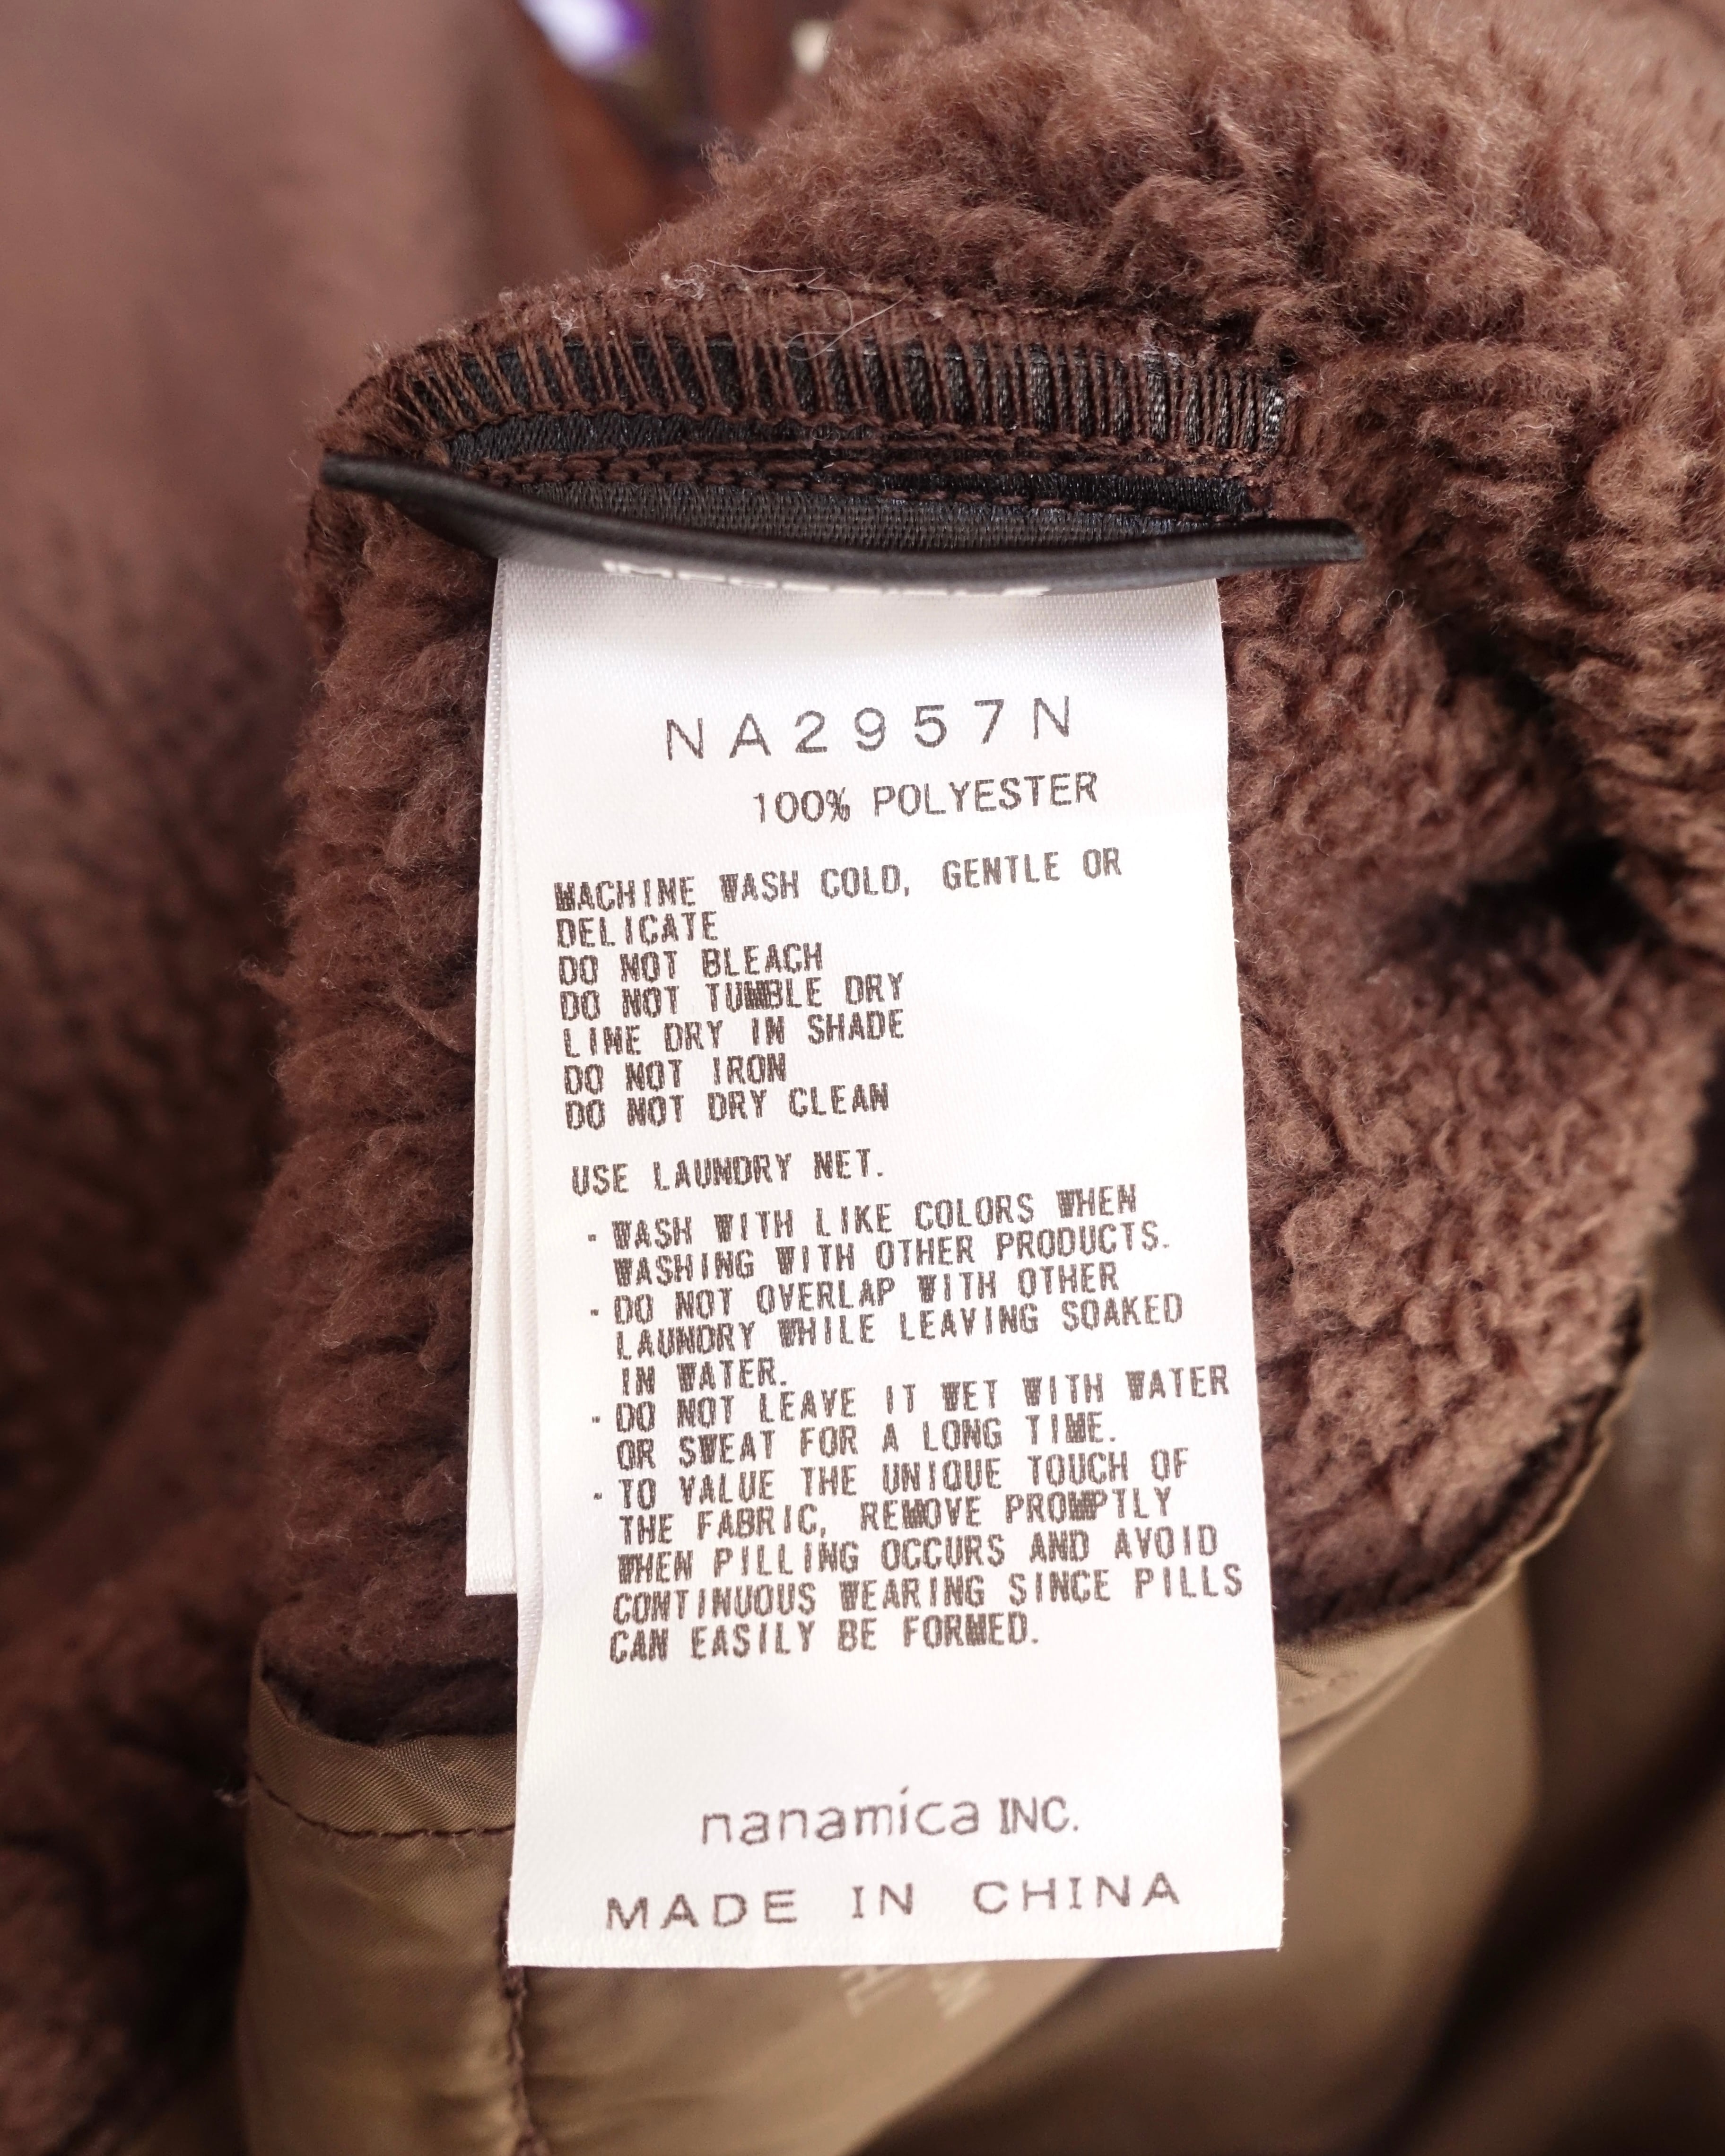 NA2957N
100% POLYESTER
MACHINE WASH COLD, GENTLE OR
DELICATE
DO NOT BLEACH
DO NOT TUMBLE DRY
LINE DRY IN SHADE
DO NOT IRON
DO NOT DRY CLEAN
USE LAUNDRY NET.
- WASH WITH LIKE COLORS WHEN
WASHING WITH OTHER PRODUCTS.
- DO NOT OVERLAP WITH OTHER
LAUNDRY WHILE LEAVING SOAKED
IN WATER.
- DO NOT LEAVE IT WET WITH WATER
OR SWEAT FOR A LONG TIME.
- TO VALUE THE UNIQUE TOUCH OF
THE FABRIC, REMOVE PROMPTLY
WHEN PILLING OCCURS AND AVOID
CONTINUOUS WEARING SINCE PILLS
CAN EASILY BE FORMED.
nanamica INC.
MADE IN CHINA